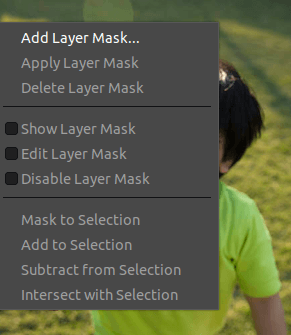 Add Layer Mask...
Apply Layer Mask
Delete Layer Mask
Show Layer Mask
Edit Layer Mask
Disable Layer Mask
Mask to Selection
Add to Selection
Subtract from Selection
Intersect with Selection